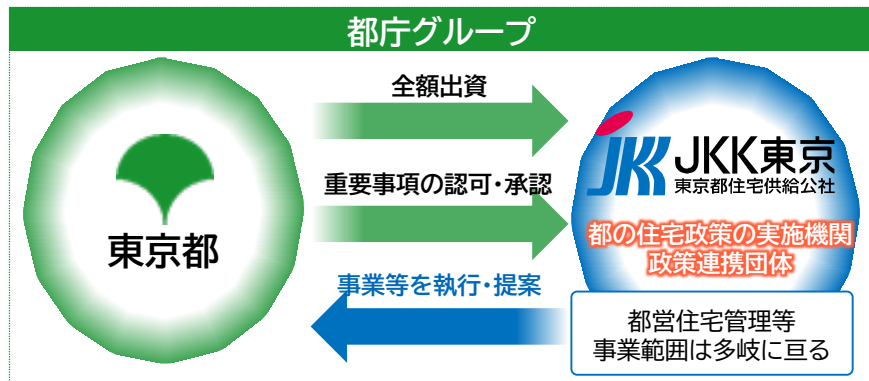 都庁グループ
全額出資
重要事項の認可・承認
事業等を執行・提案
東京都
JKK
JKK東京
東京都住宅供給公社
都の住宅政策の実施機関
政策連携団体
都営住宅管理等
事業範囲は多岐に亘る